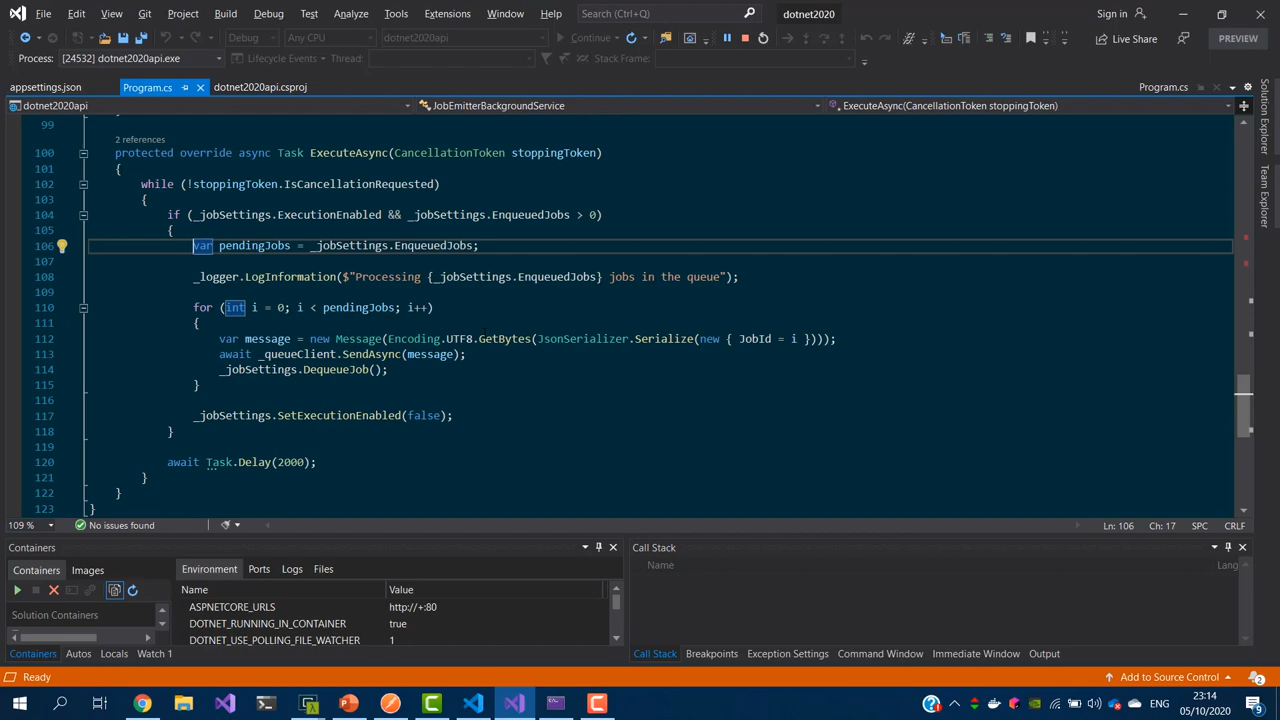 File Edit View Git Project Build Debug Test Analyze Tools Extensions Window Help Search (Ctrl+Q) dotnet2020 Sign in
Debug Any CPU dotnet2020api Continue Live Share PREVIEW
Process: [24532] dotnet2020api.exe Lifecycle Events Thread: Stack Frame:
appsettings.json Program.cs dotnet2020api.csproj Program.cs
dotnet2020api JobEmitterBackgroundService ExecuteAsync(CancellationToken stoppingToken)
99
2 references
100 protected override async Task ExecuteAsync(CancellationToken stoppingToken)
101 {
102 while (!stoppingToken.IsCancellationRequested)
103 {
104 if (_jobSettings.ExecutionEnabled && _jobSettings.EnqueuedJobs > 0)
105 {
106 var pendingJobs = _jobSettings.EnqueuedJobs;
107
108 _logger.LogInformation($"Processing {_jobSettings.EnqueuedJobs} jobs in the queue");
109
110 for (int i = 0; i < pendingJobs; i++)
111 {
112 var message = new Message(Encoding.UTF8.GetBytes(JsonSerializer.Serialize(new { JobId = i })));
113 await _queueClient.SendAsync(message);
114 _jobSettings.DequeueJob();
115 }
116
117 _jobSettings.SetExecutionEnabled(false);
118 }
119
120 await Task.Delay(2000);
121 }
122 }
123 }
109 % No issues found Ln: 106 Ch: 17 SPC CRLF
Solution Explorer
Team Explorer
Containers Call Stack
Containers Images Environment Ports Logs Files Name Lang
Name Value
ASPNETCORE_URLS http://+:80
Solution Containers
DOTNET_RUNNING_IN_CONTAINER true
DOTNET_USE_POLLING_FILE_WATCHER 1
Containers Autos Locals Watch 1 Call Stack Breakpoints Exception Settings Command Window Immediate Window Output
Ready Add to Source Control 2
ENG 23:14
05/10/2020 9